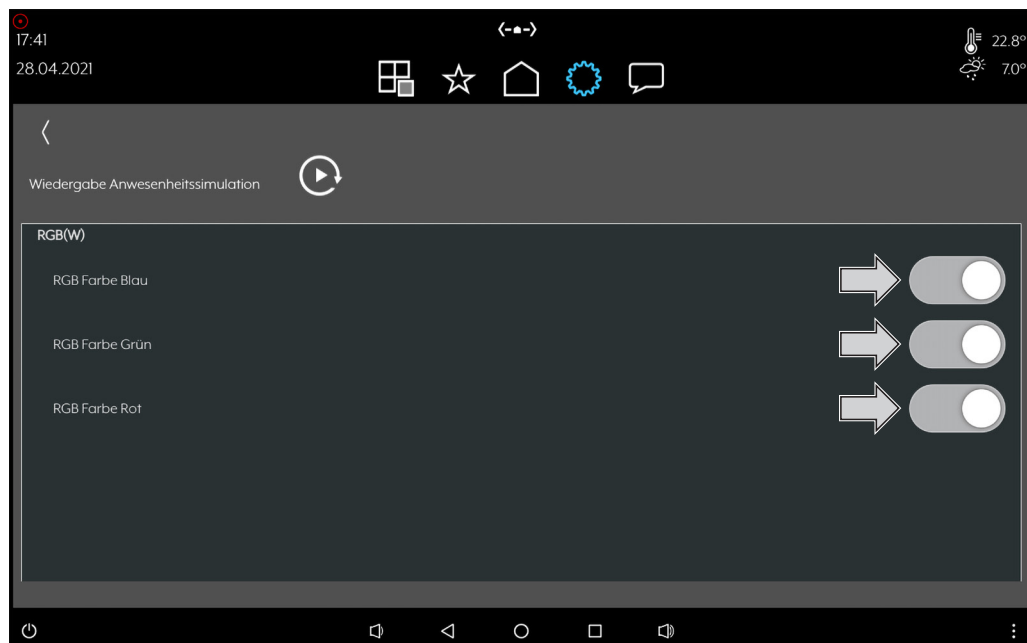 17:41
28.04.2021
22.8°
7.0°
Wiedergabe Anwesenheitssimulation
RGB(W)
RGB Farbe Blau
RGB Farbe Grün
RGB Farbe Rot